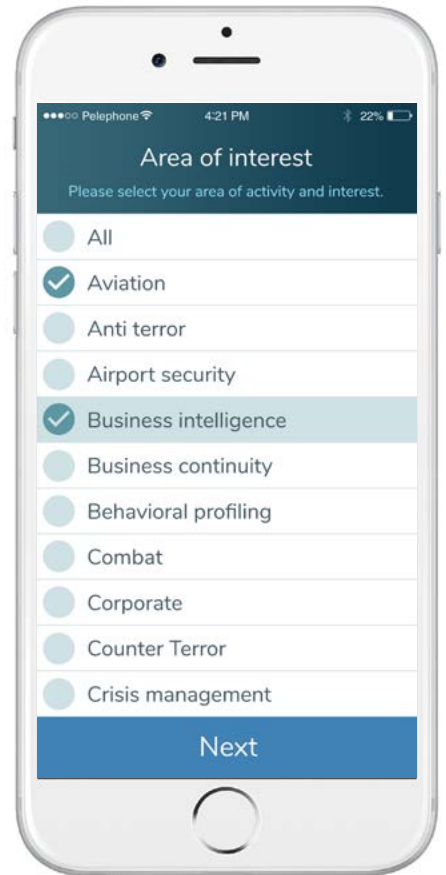 ●●●○○ Pelephone 4:21 PM 22%
Area of interest
Please select your area of activity and interest.
All
Aviation
Anti terror
Airport security
Business intelligence
Business continuity
Behavioral profiling
Combat
Corporate
Counter Terror
Crisis management
Next